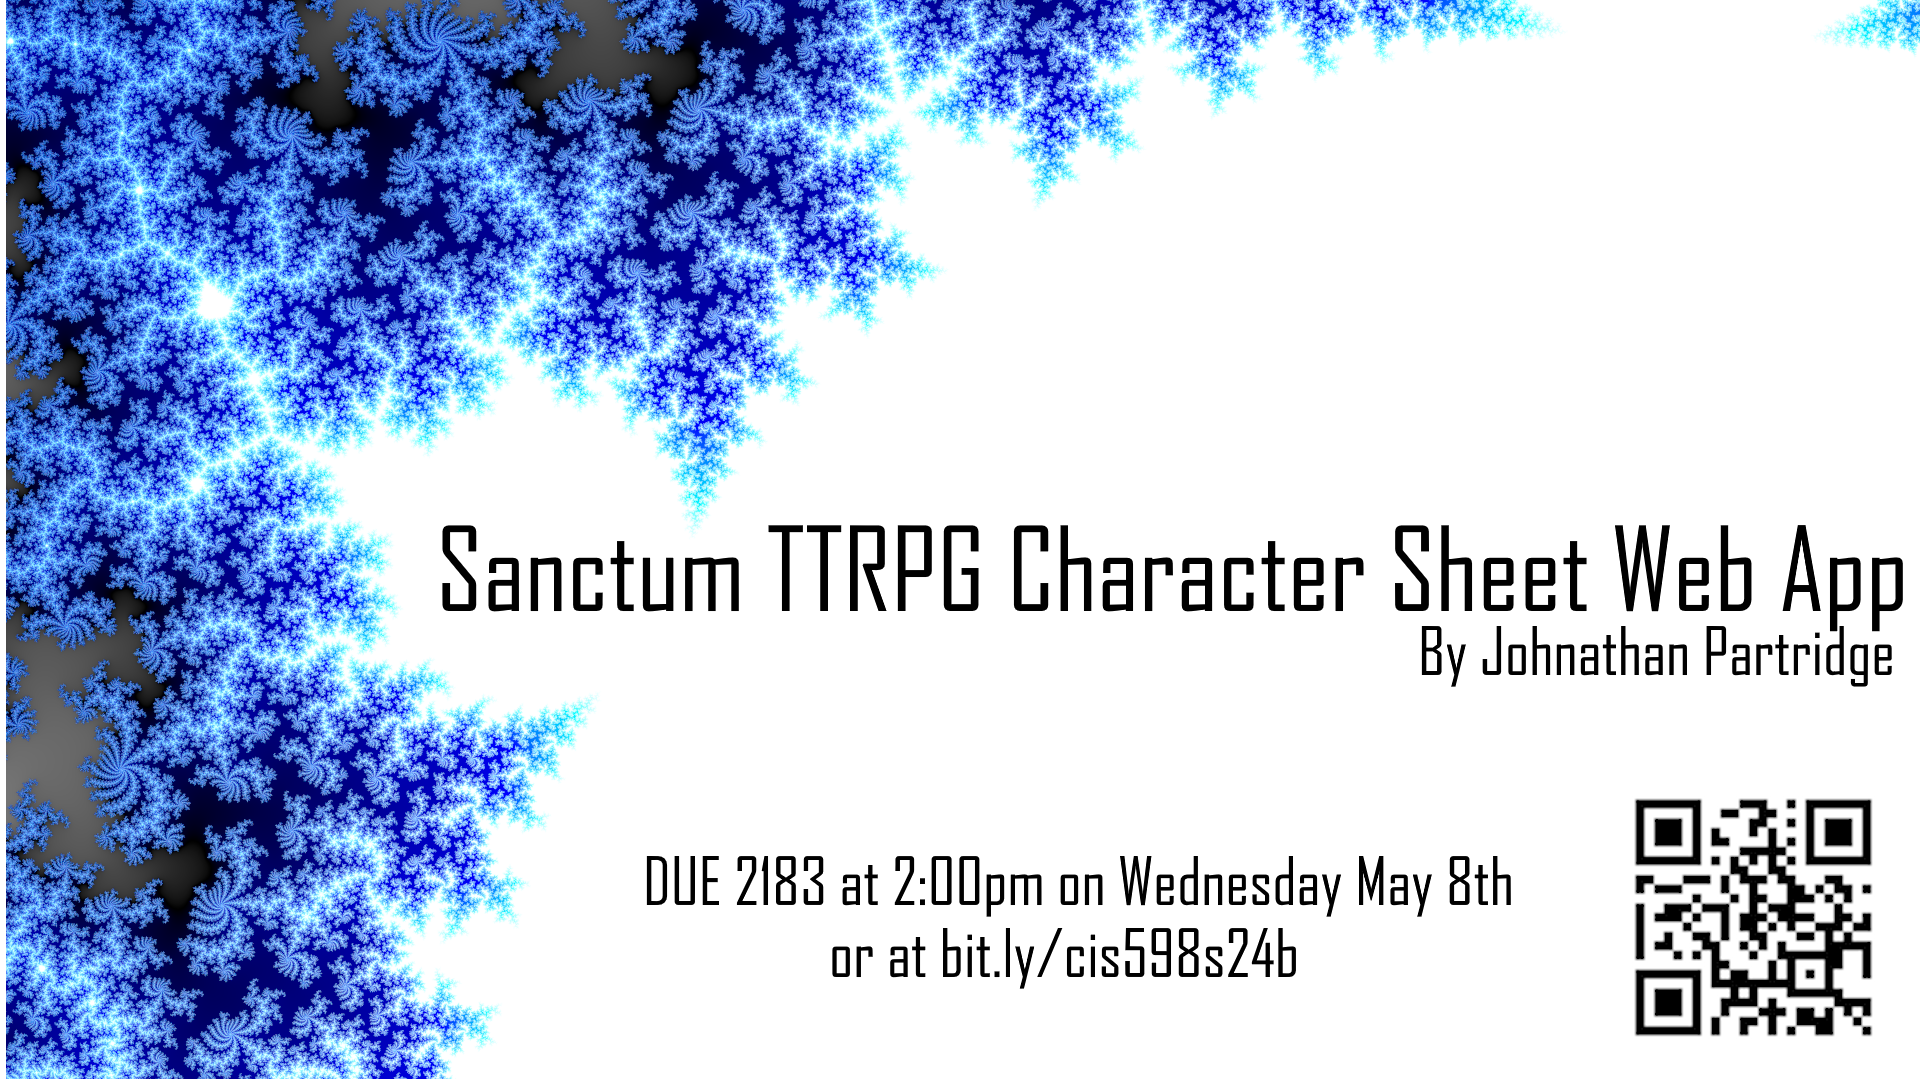 Sanctum TTRPG Character Sheet Web App
By Johnathan Partridge
DUE 2183 at 2:00pm on Wednesday May 8th
or at bit.ly/cis598s24b